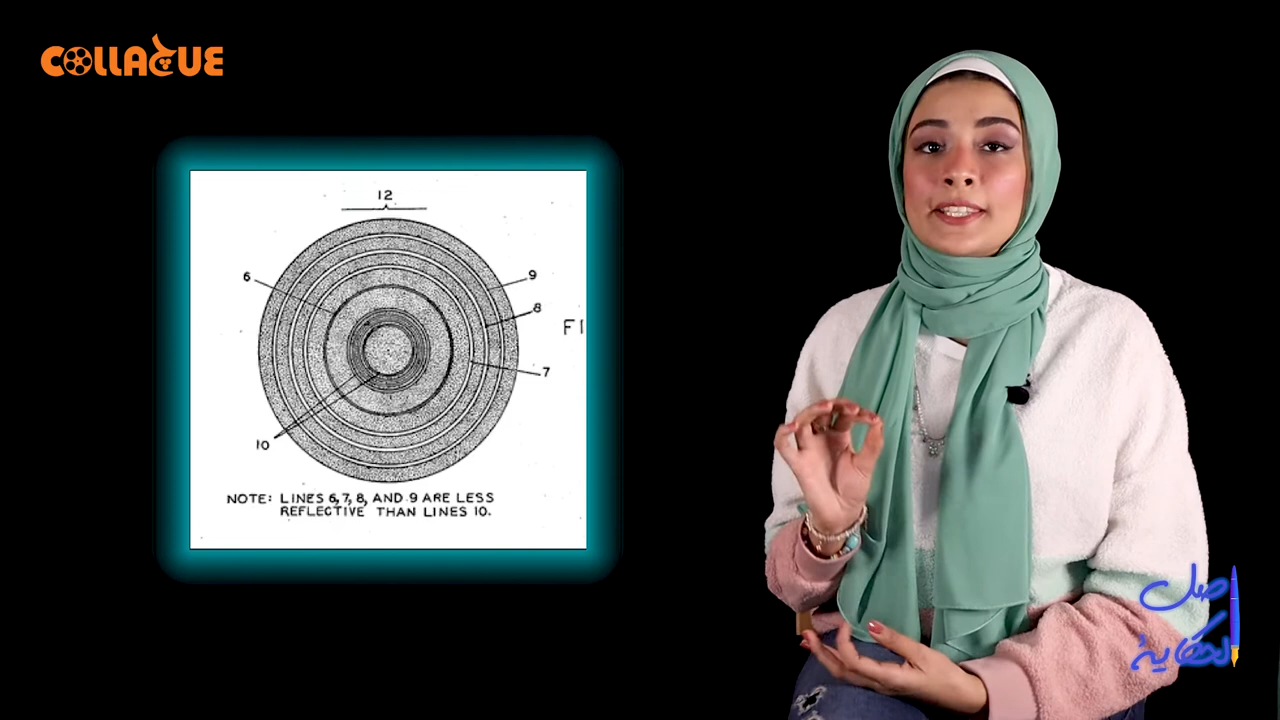 COLLAGUE
12
6
9
8
FI
7
10
NOTE: LINES 6,7,8, AND 9 ARE LESS
REFLECTIVE THAN LINES 10.
اصل
الحكاية